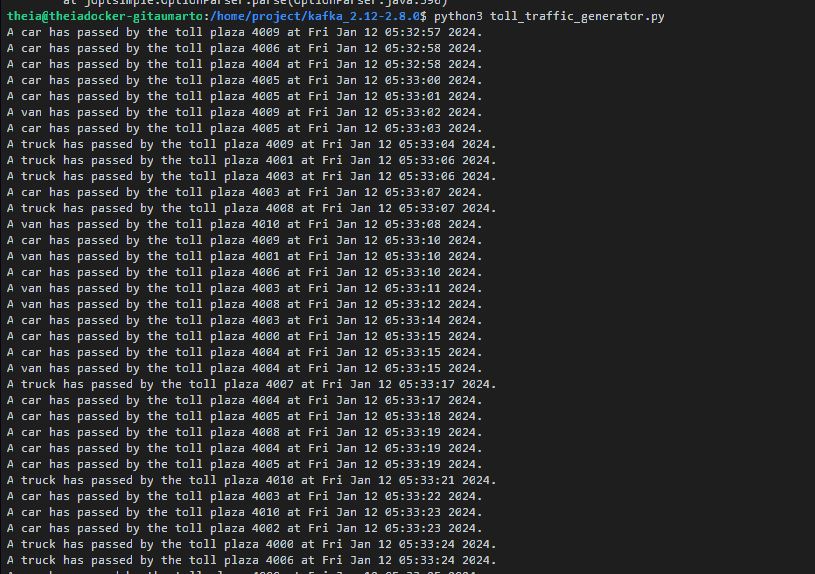 at joptsimple.OptionParser.parse(OptionParser.java:396)
theia@theiadocker-gitaumarto:/home/project/kafka_2.12-2.8.0$ python3 toll_traffic_generator.py
A car has passed by the toll plaza 4009 at Fri Jan 12 05:32:57 2024.
A car has passed by the toll plaza 4006 at Fri Jan 12 05:32:58 2024.
A car has passed by the toll plaza 4004 at Fri Jan 12 05:32:58 2024.
A car has passed by the toll plaza 4005 at Fri Jan 12 05:33:00 2024.
A car has passed by the toll plaza 4005 at Fri Jan 12 05:33:01 2024.
A van has passed by the toll plaza 4009 at Fri Jan 12 05:33:02 2024.
A car has passed by the toll plaza 4005 at Fri Jan 12 05:33:03 2024.
A truck has passed by the toll plaza 4009 at Fri Jan 12 05:33:04 2024.
A truck has passed by the toll plaza 4001 at Fri Jan 12 05:33:06 2024.
A truck has passed by the toll plaza 4003 at Fri Jan 12 05:33:06 2024.
A car has passed by the toll plaza 4003 at Fri Jan 12 05:33:07 2024.
A truck has passed by the toll plaza 4008 at Fri Jan 12 05:33:07 2024.
A van has passed by the toll plaza 4010 at Fri Jan 12 05:33:08 2024.
A car has passed by the toll plaza 4009 at Fri Jan 12 05:33:10 2024.
A van has passed by the toll plaza 4001 at Fri Jan 12 05:33:10 2024.
A car has passed by the toll plaza 4006 at Fri Jan 12 05:33:10 2024.
A van has passed by the toll plaza 4003 at Fri Jan 12 05:33:11 2024.
A van has passed by the toll plaza 4008 at Fri Jan 12 05:33:12 2024.
A car has passed by the toll plaza 4003 at Fri Jan 12 05:33:14 2024.
A car has passed by the toll plaza 4000 at Fri Jan 12 05:33:15 2024.
A car has passed by the toll plaza 4004 at Fri Jan 12 05:33:15 2024.
A van has passed by the toll plaza 4004 at Fri Jan 12 05:33:15 2024.
A truck has passed by the toll plaza 4007 at Fri Jan 12 05:33:17 2024.
A car has passed by the toll plaza 4004 at Fri Jan 12 05:33:17 2024.
A car has passed by the toll plaza 4005 at Fri Jan 12 05:33:18 2024.
A car has passed by the toll plaza 4008 at Fri Jan 12 05:33:19 2024.
A car has passed by the toll plaza 4004 at Fri Jan 12 05:33:19 2024.
A car has passed by the toll plaza 4005 at Fri Jan 12 05:33:19 2024.
A truck has passed by the toll plaza 4010 at Fri Jan 12 05:33:21 2024.
A car has passed by the toll plaza 4003 at Fri Jan 12 05:33:22 2024.
A car has passed by the toll plaza 4010 at Fri Jan 12 05:33:23 2024.
A car has passed by the toll plaza 4002 at Fri Jan 12 05:33:23 2024.
A truck has passed by the toll plaza 4000 at Fri Jan 12 05:33:24 2024.
A truck has passed by the toll plaza 4006 at Fri Jan 12 05:33:24 2024.